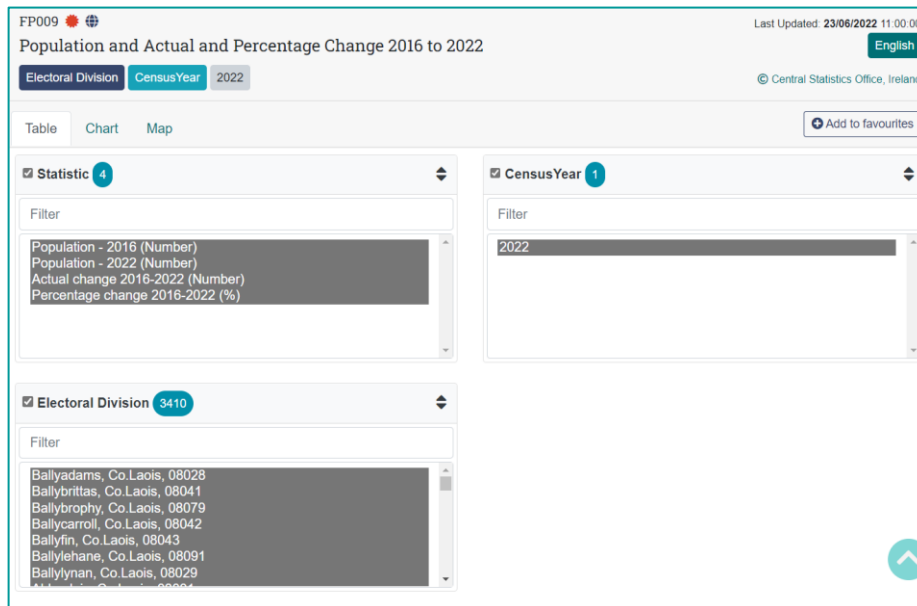 FP009
Last Updated: 23/06/2022 11:00:00
Population and Actual and Percentage Change 2016 to 2022
English
Electoral Division CensusYear 2022
© Central Statistics Office, Ireland
Table Chart Map
Add to favourites
Statistic 4
Filter
Population - 2016 (Number)
Population - 2022 (Number)
Actual change 2016-2022 (Number)
Percentage change 2016-2022 (%)
CensusYear 1
Filter
2022
Electoral Division 3410
Filter
Ballyadams, Co.Laois, 08028
Ballybrittas, Co.Laois, 08041
Ballybrophy, Co.Laois, 08079
Ballycarroll, Co.Laois, 08042
Ballyfin, Co.Laois, 08043
Ballylehane, Co.Laois, 08091
Ballylynan, Co.Laois, 08029